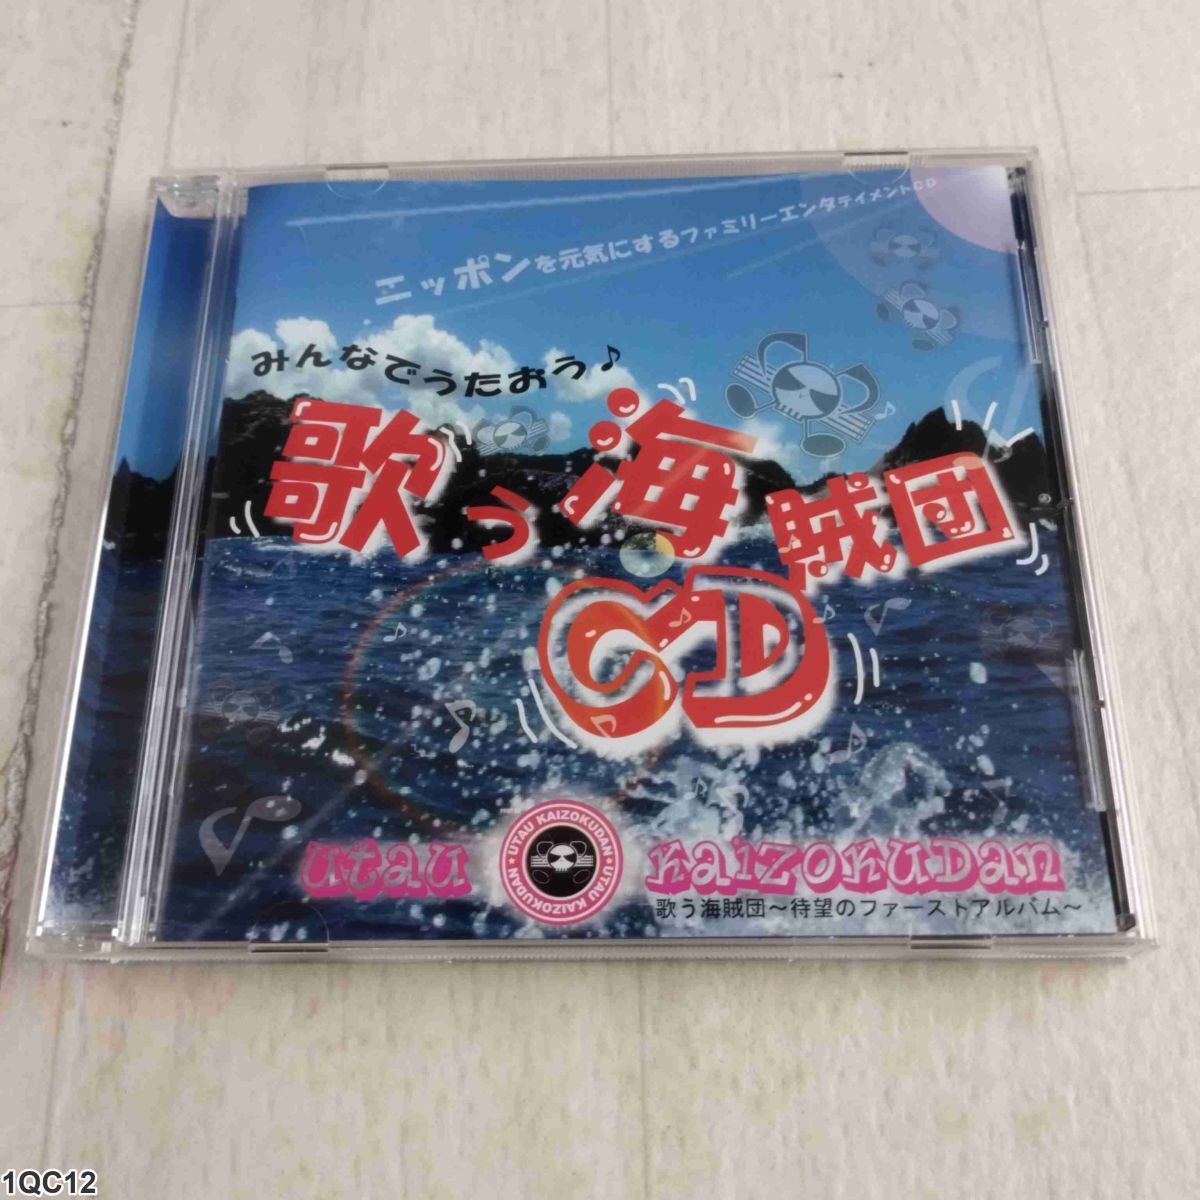 ニッポンを元気にするファミリーエンタテイメントCD
みんなでうたおう♪
歌う海賊団
CD
UTAU KAIZOKUDAN
UTAU KAIZOKUDAN★UTAU KAIZOKUDAN★
歌う海賊団～待望のファーストアルバム～
1QC12